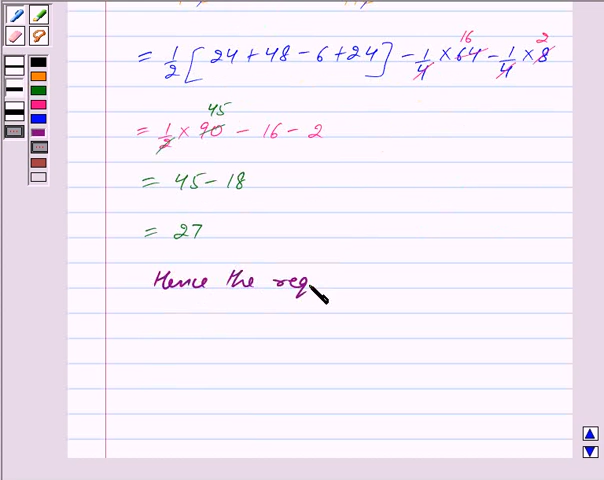 = 1/2 [ 24 + 48 - 6 + 24 ] - 1/4 × 64 16 - 1/4 × 8 2
= 1/2 × 90 45 - 16 - 2
= 45 - 18
= 27
Hence the req